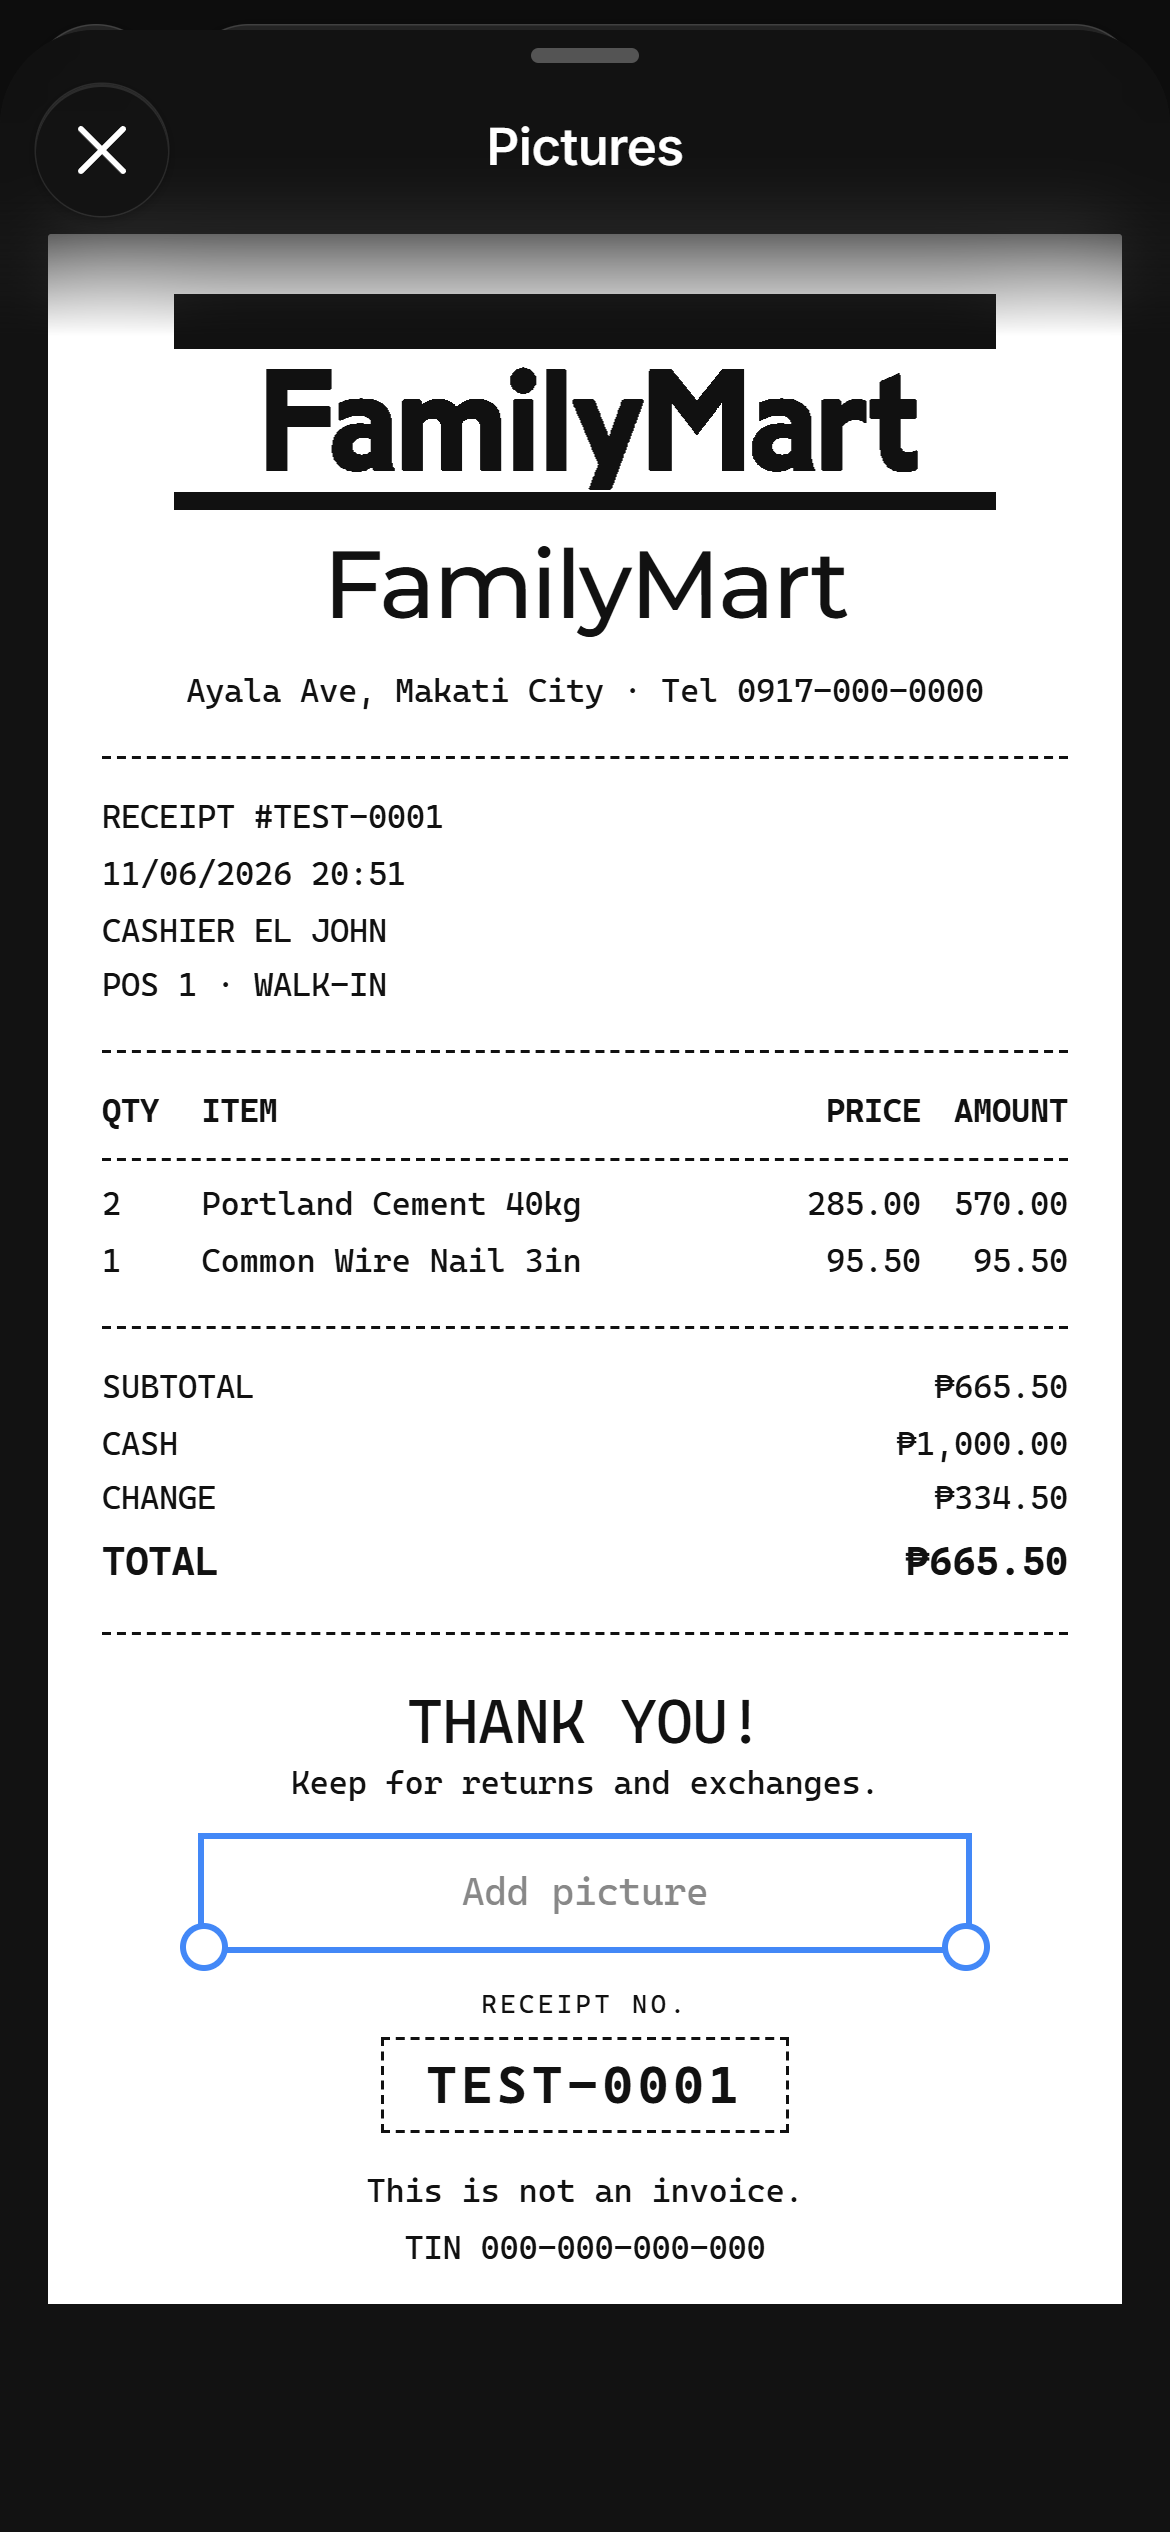 Pictures
FamilyMart
FamilyMart
Ayala Ave, Makati City · Tel 0917-000-0000
RECEIPT #TEST-0001
11/06/2026 20:51
CASHIER EL JOHN
POS 1 · WALK-IN
QTY ITEM PRICE AMOUNT
2 Portland Cement 40kg 285.00 570.00
1 Common Wire Nail 3in 95.50 95.50
SUBTOTAL ₱665.50
CASH ₱1,000.00
CHANGE ₱334.50
TOTAL ₱665.50
THANK YOU!
Keep for returns and exchanges.
Add picture
RECEIPT NO.
TEST-0001
This is not an invoice.
TIN 000-000-000-000